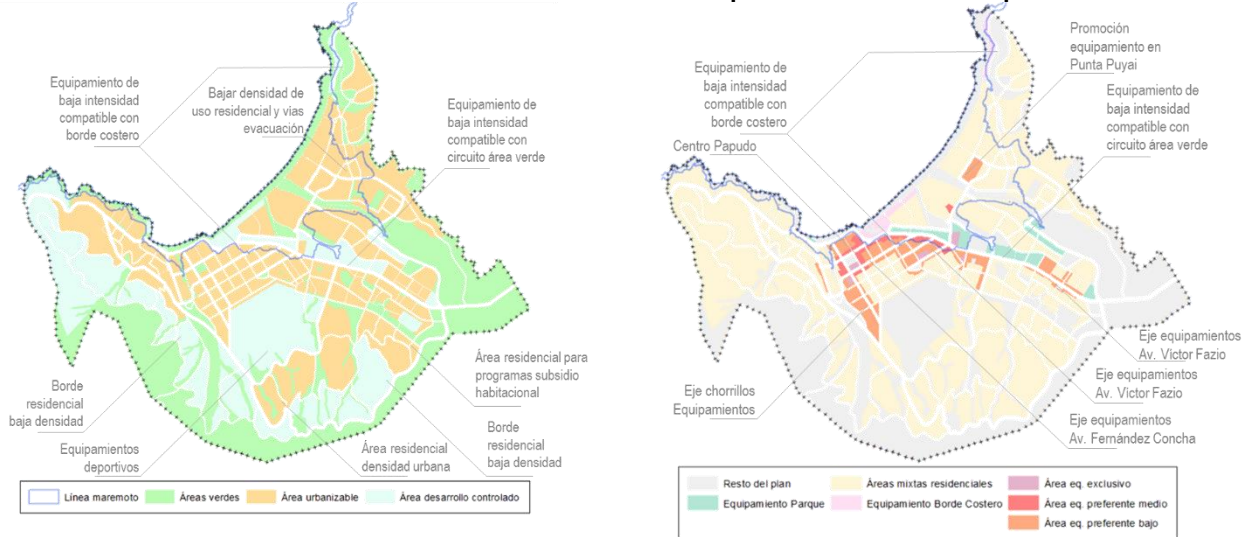 Equipamiento de
baja intensidad
compatible con
borde costero
Bajar densidad de
uso residencial y vías
evacuación
Equipamiento de
baja intensidad
compatible con
circuito área verde
Borde
residencial
baja densidad
Equipamientos
deportivos
Área residencial
densidad urbana
Área residencial para
programas subsidio
habitacional
Borde
residencial
baja densidad
Línea maremoto
Áreas verdes
Área urbanizable
Área desarrollo controlado
Promoción
equipamiento en
Punta Puyai
Equipamiento de
baja intensidad
compatible con
borde costero
Equipamiento de
baja intensidad
compatible con
circuito área verde
Centro Papudo
Eje chorrillos
Equipamientos
Eje equipamientos
Av. Victor Fazio
Eje equipamientos
Av. Victor Fazio
Eje equipamientos
Av. Fernández Concha
Resto del plan
Áreas mixtas residenciales
Área eq. exclusivo
Equipamiento Parque
Equipamiento Borde Costero
Área eq. preferente medio
Área eq. preferente bajo